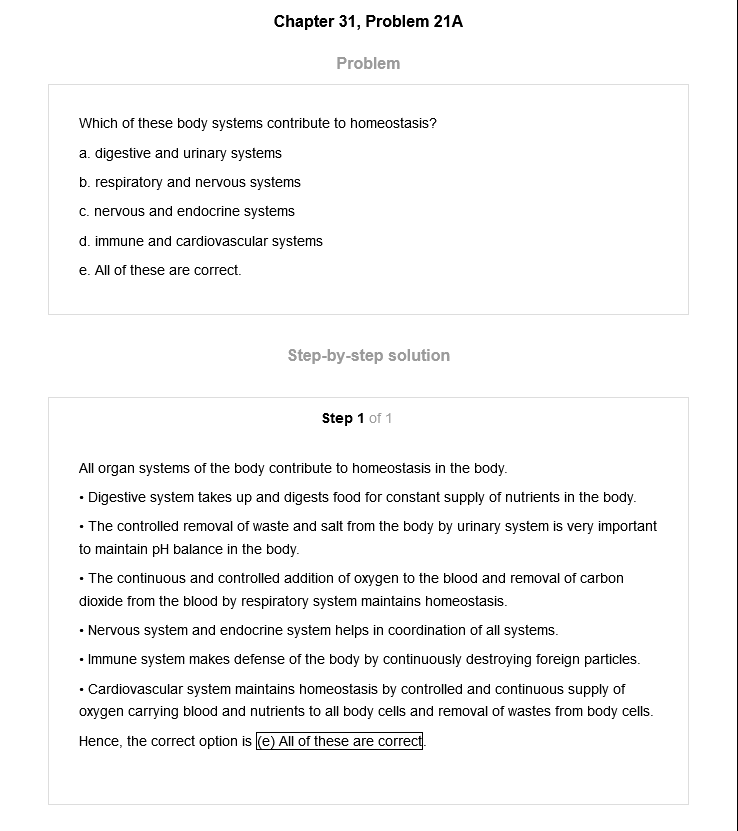 Chapter 31, Problem 21A
Problem
Which of these body systems contribute to homeostasis?
a. digestive and urinary systems
b. respiratory and nervous systems
c. nervous and endocrine systems
d. immune and cardiovascular systems
e. All of these are correct.
Step-by-step solution
Step 1 of 1
All organ systems of the body contribute to homeostasis in the body.
• Digestive system takes up and digests food for constant supply of nutrients in the body.
• The controlled removal of waste and salt from the body by urinary system is very important
to maintain pH balance in the body.
• The continuous and controlled addition of oxygen to the blood and removal of carbon
dioxide from the blood by respiratory system maintains homeostasis.
• Nervous system and endocrine system helps in coordination of all systems.
• Immune system makes defense of the body by continuously destroying foreign particles.
• Cardiovascular system maintains homeostasis by controlled and continuous supply of
oxygen carrying blood and nutrients to all body cells and removal of wastes from body cells.
Hence, the correct option is (e) All of these are correct.